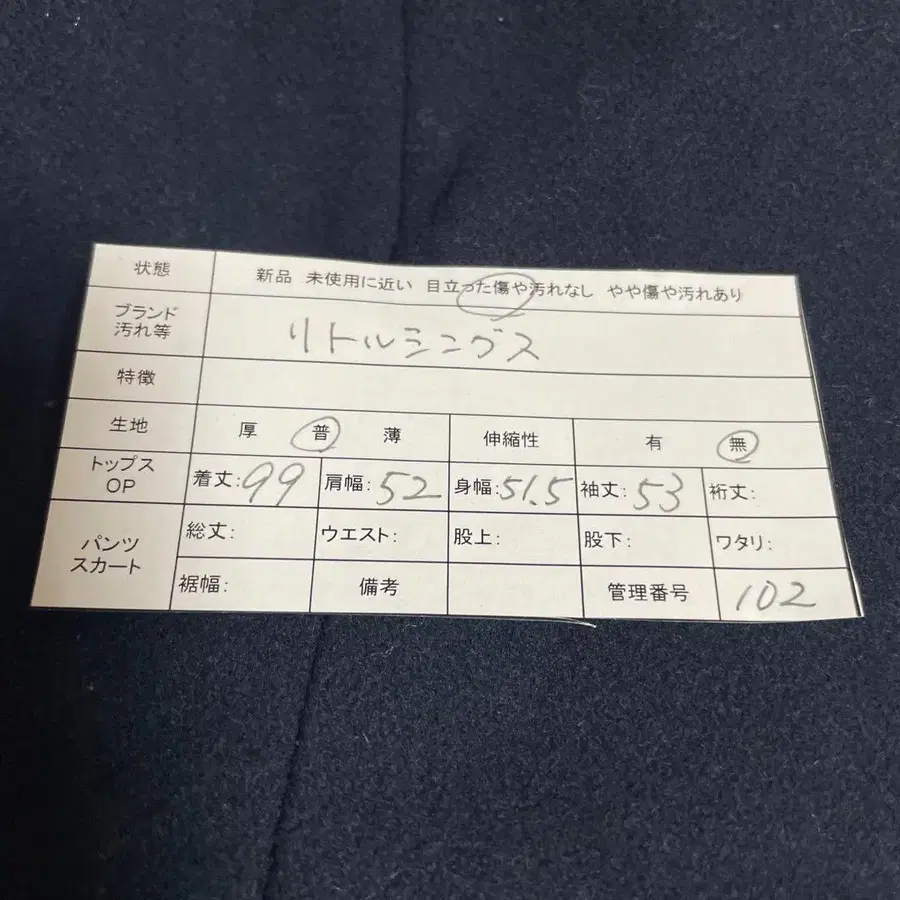 状態 新品 未使用に近い 目立った傷や汚れなし やや傷や汚れあり
ブランド
汚れ等 リトルシングス
特徴
生地 厚 普 薄 伸縮性 有 無
トップス
OP 着丈:99 肩幅:52 身幅:51.5 袖丈:53 裄丈:
パンツ
スカート 総丈: ウエスト: 股上: 股下: ワタリ:
裾幅: 備考 管理番号 102